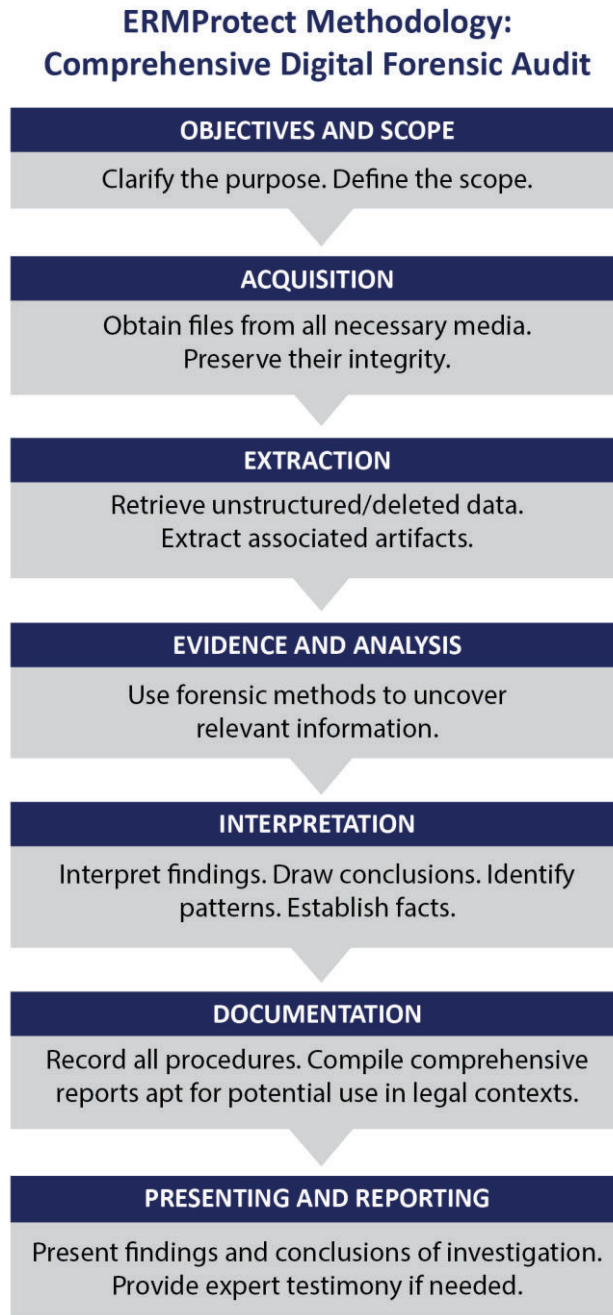 ERMProtect Methodology:
Comprehensive Digital Forensic Audit
OBJECTIVES AND SCOPE
Clarify the purpose. Define the scope.
ACQUISITION
Obtain files from all necessary media.
Preserve their integrity.
EXTRACTION
Retrieve unstructured/deleted data.
Extract associated artifacts.
EVIDENCE AND ANALYSIS
Use forensic methods to uncover
relevant information.
INTERPRETATION
Interpret findings. Draw conclusions. Identify
patterns. Establish facts.
DOCUMENTATION
Record all procedures. Compile comprehensive
reports apt for potential use in legal contexts.
PRESENTING AND REPORTING
Present findings and conclusions of investigation.
Provide expert testimony if needed.